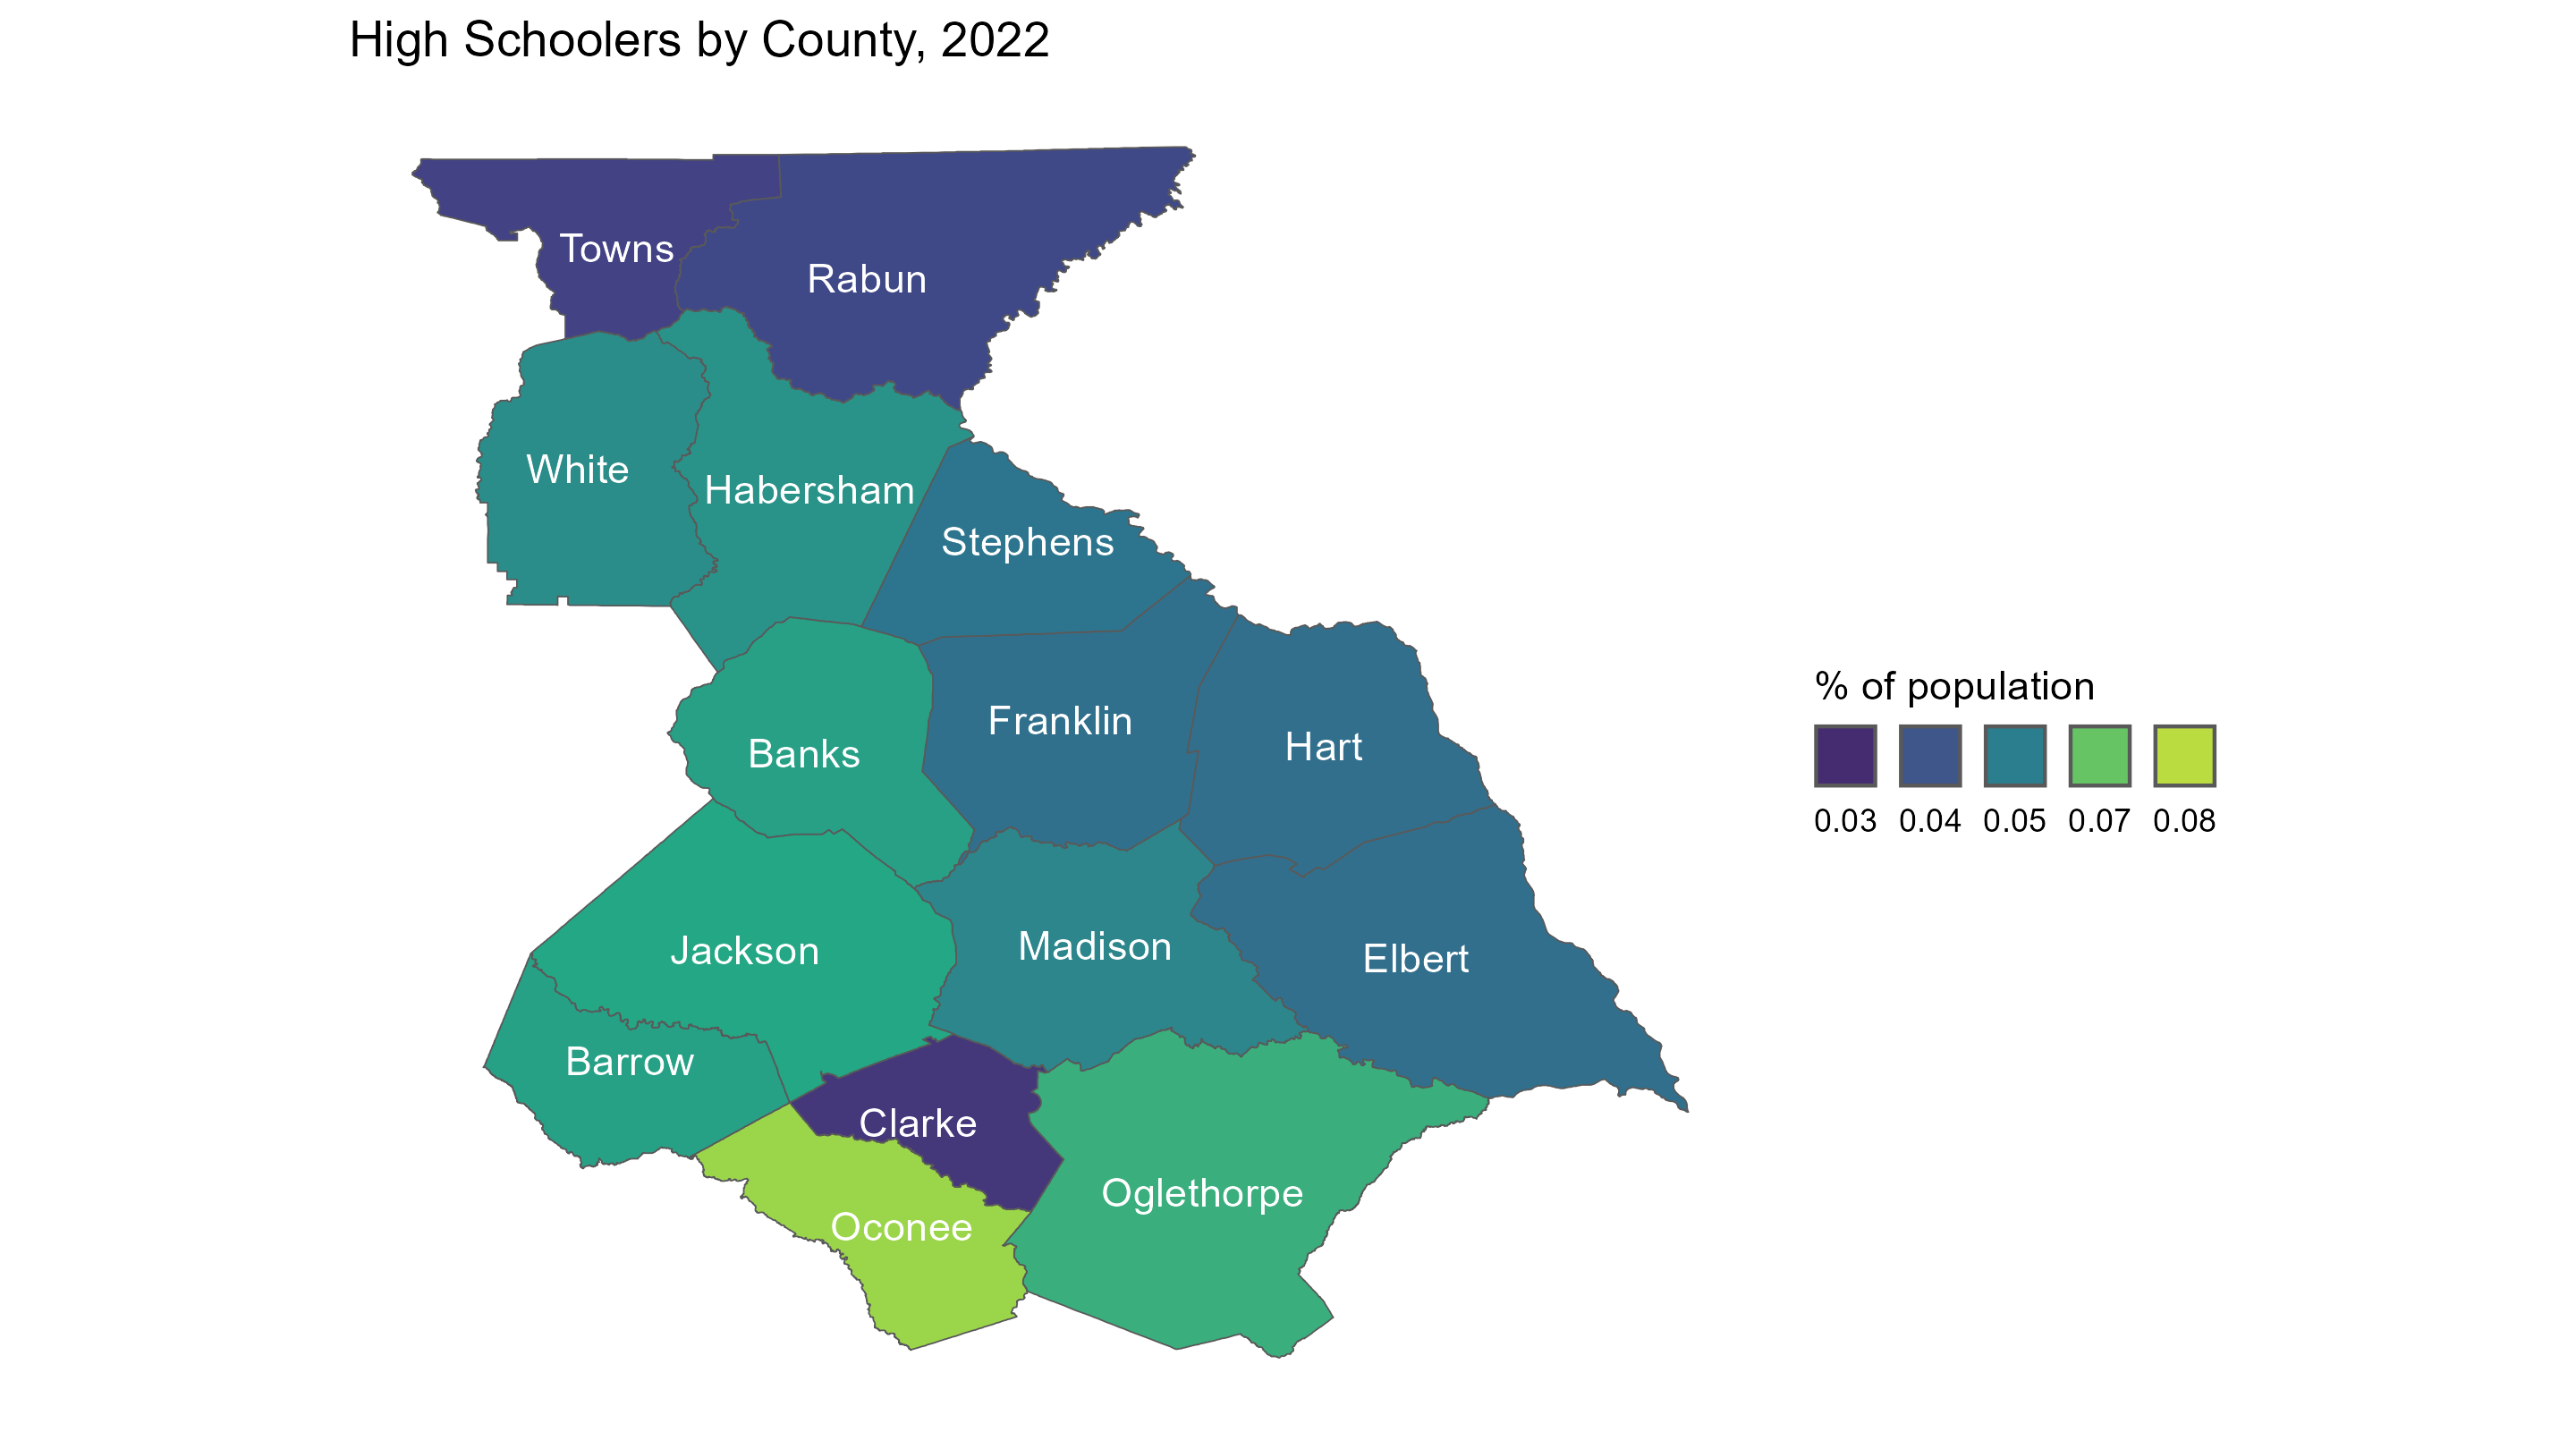 High Schoolers by County, 2022
Towns
Rabun
White
Habersham
Stephens
Franklin
Hart
Banks
Jackson
Madison
Elbert
Barrow
Clarke
Oglethorpe
Oconee
% of population
0.03 0.04 0.05 0.07 0.08